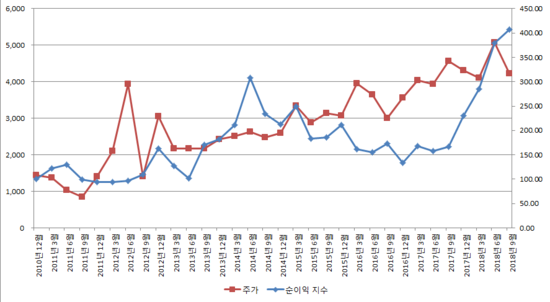 6,000
5,000
4,000
3,000
2,000
1,000
0
450.00
400.00
350.00
300.00
250.00
200.00
150.00
100.00
50.00
0.00
2010년 12월
2011년 3월
2011년 6월
2011년 9월
2011년 12월
2012년 3월
2012년 6월
2012년 9월
2012년 12월
2013년 3월
2013년 6월
2013년 9월
2013년 12월
2014년 3월
2014년 6월
2014년 9월
2014년 12월
2015년 3월
2015년 6월
2015년 9월
2015년 12월
2016년 3월
2016년 6월
2016년 9월
2016년 12월
2017년 3월
2017년 6월
2017년 9월
2017년 12월
2018년 3월
2018년 6월
2018년 9월
주가 순이익 지수